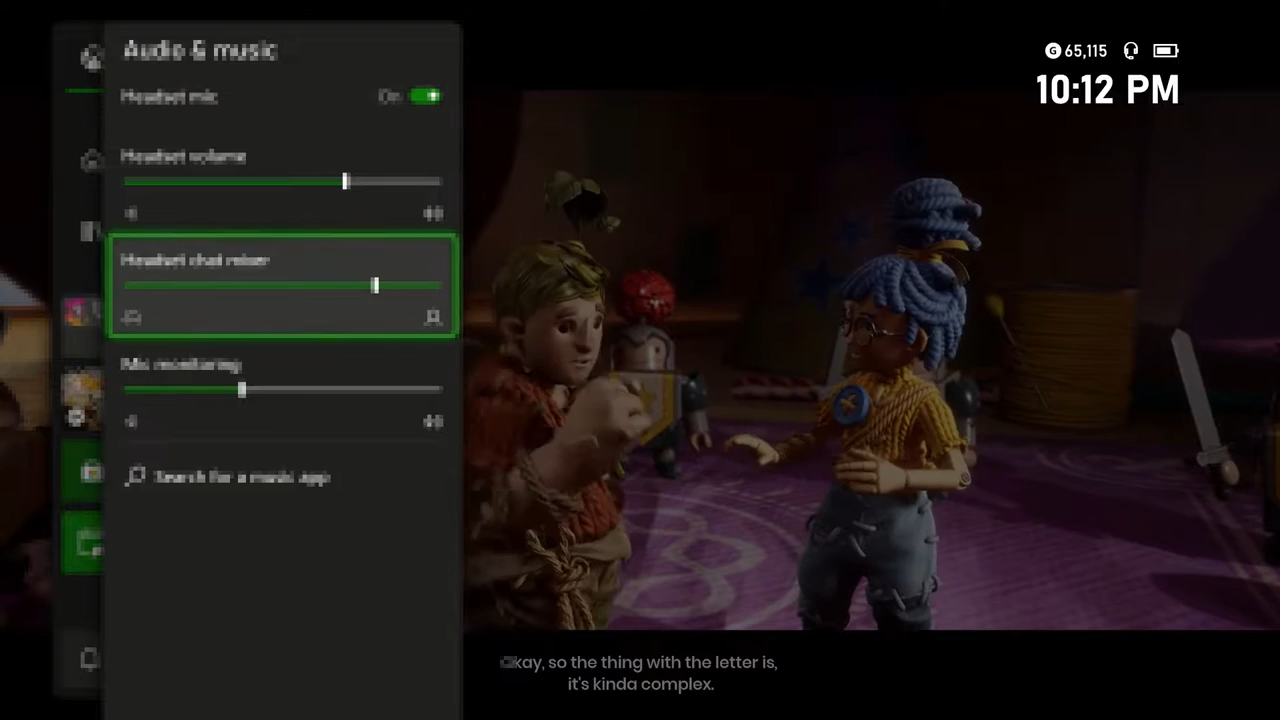 Audio & music
Headset mic
On
Headset volume
Headset chat mixer
Mic monitoring
Search for a music app
G 65,115
10:12 PM
Okay, so the thing with the letter is,
it's kinda complex.